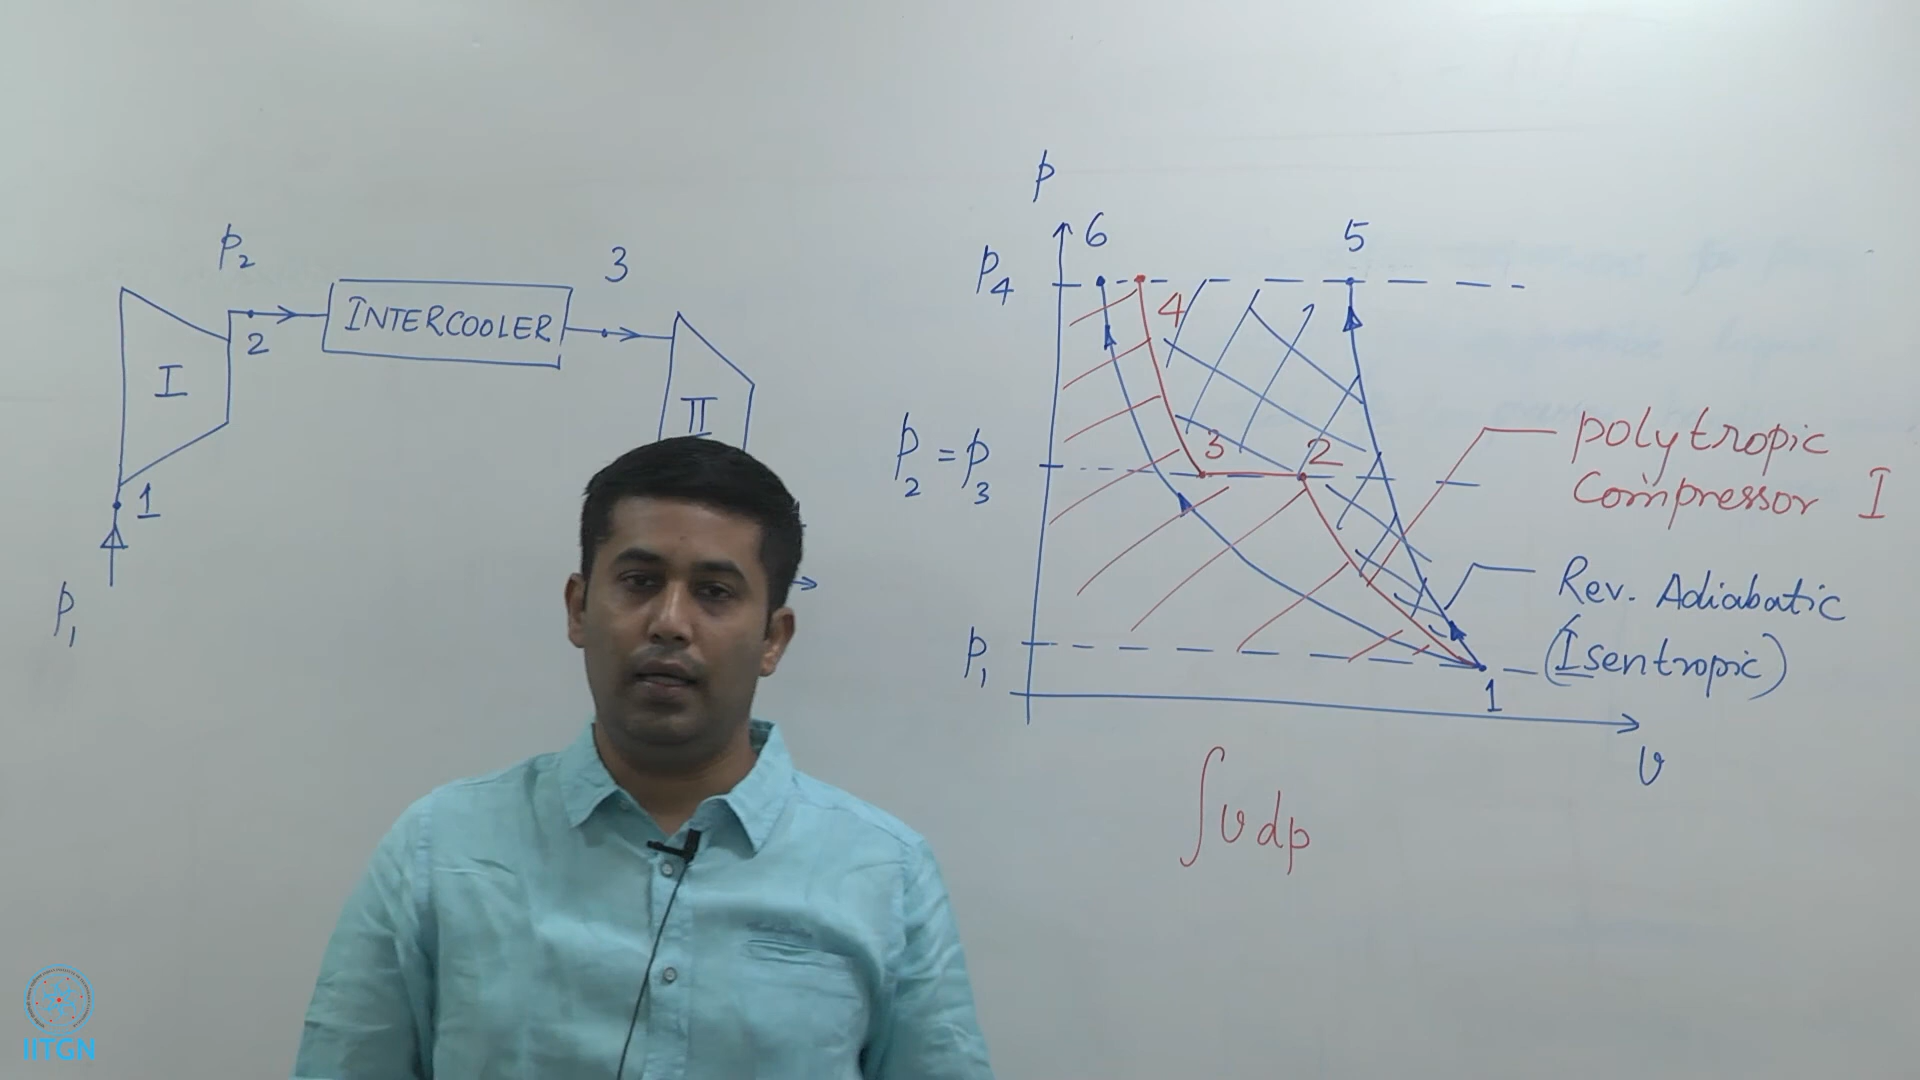 p₂
3
INTERCOOLER
2
I
II
1
p₁
p
6
5
p₄
4
p₂ = p₃
3
2
polytropic
Compressor I
Rev. Adiabatic
(Isentropic)
p₁
1
v
∫v dp
IITGN